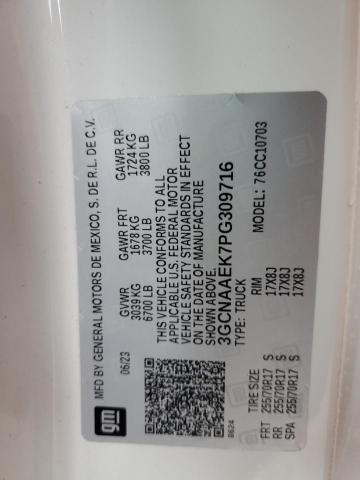 gm
MFD BY GENERAL MOTORS DE MEXICO, S. DE R.L. DE C.V.
06/23 GVWR GAWR FRT GAWR RR
3039 KG 1678 KG 1724 KG
6700 LB 3700 LB 3800 LB
THIS VEHICLE CONFORMS TO ALL
APPLICABLE U.S. FEDERAL MOTOR
VEHICLE SAFETY STANDARDS IN EFFECT
ON THE DATE OF MANUFACTURE
SHOWN ABOVE.
3GCNAAEK7PG309716
8624 TYPE: TRUCK MODEL: 76CC10703
TIRE SIZE RIM
FRT 255/70R17 S 17X8J
RR 255/70R17 S 17X8J
SPA 255/70R17 S 17X8J